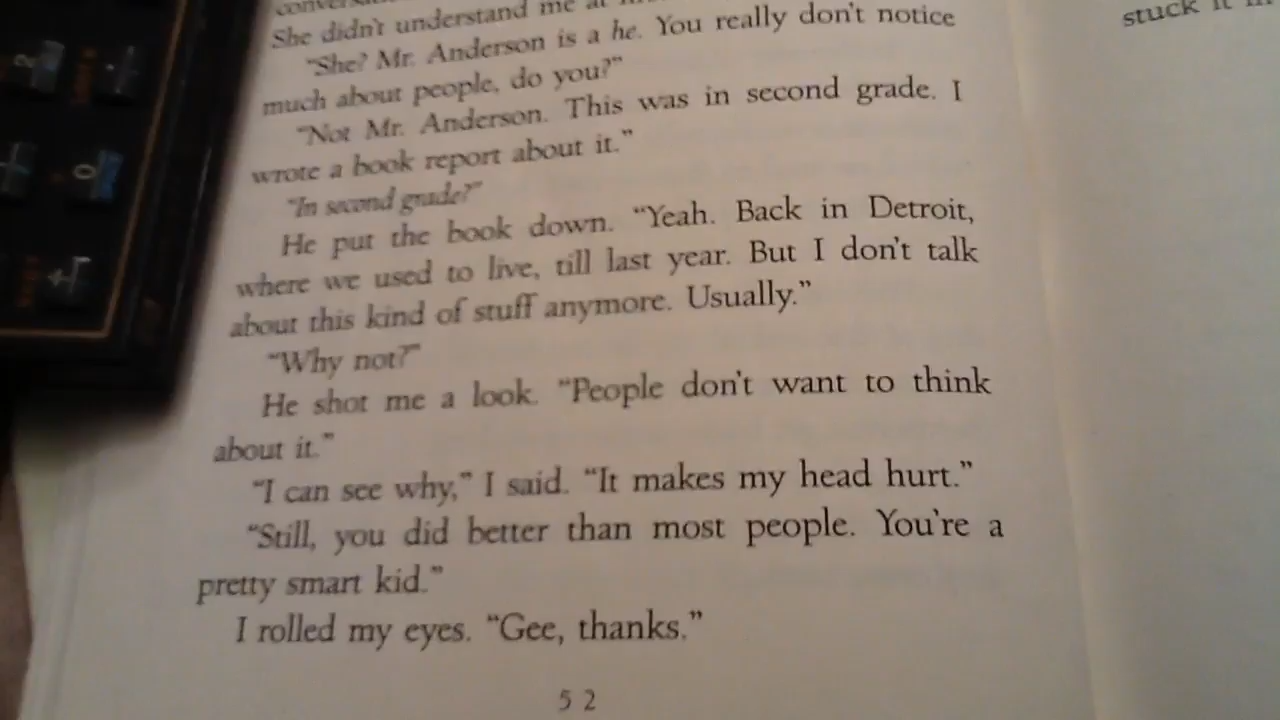 She didn't understand me at
"She? Mr. Anderson is a he. You really don't notice
much about people, do you?"
"Not Mr. Anderson. This was in second grade. I
wrote a book report about it."
"In second grade?"
He put the book down. "Yeah. Back in Detroit,
where we used to live, till last year. But I don't talk
about this kind of stuff anymore. Usually."
"Why not?"
He shot me a look. "People don't want to think
about it."
"I can see why," I said. "It makes my head hurt."
"Still, you did better than most people. You're a
pretty smart kid."
I rolled my eyes. "Gee, thanks."
52
stuck it in